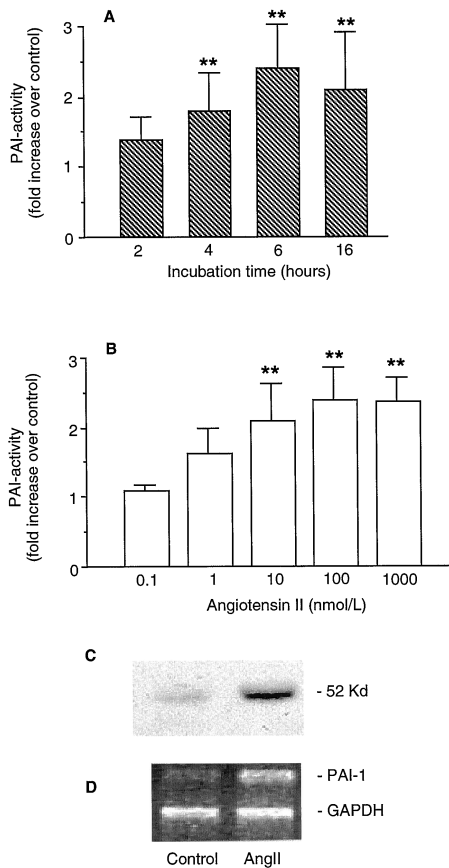 A
PAI-activity
(fold increase over control)
3
2
1
0
**
**
**
2 4 6 16
Incubation time (hours)
B
PAI-activity
(fold increase over control)
3
2
1
0
**
**
**
0.1 1 10 100 1000
Angiotensin II (nmol/L)
C
- 52 Kd
D
- PAI-1
- GAPDH
Control AngII